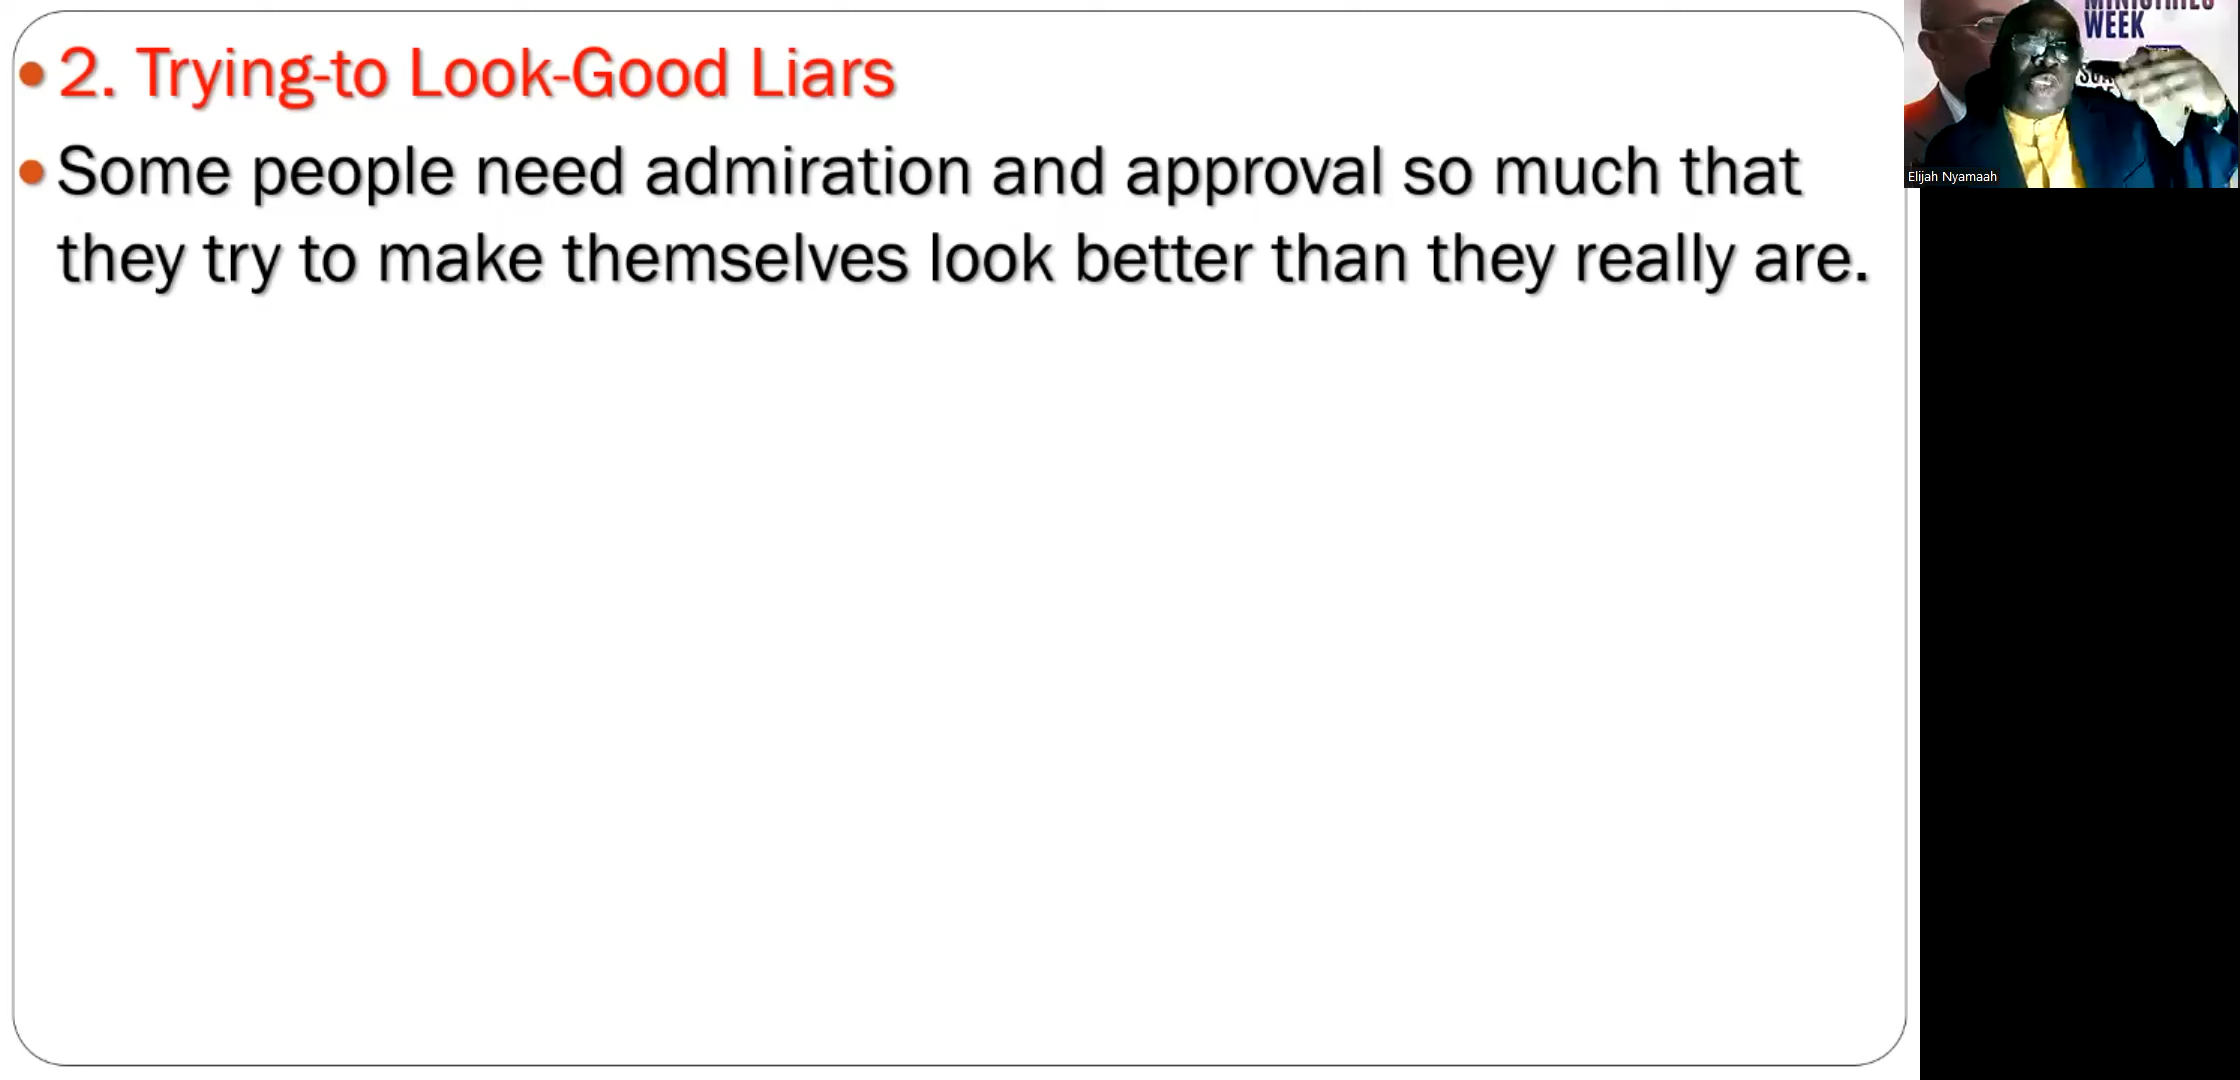 2. Trying-to Look-Good Liars
Some people need admiration and approval so much that
they try to make themselves look better than they really are.
MINISTRIES
WEEK
Elijah Nyamaah